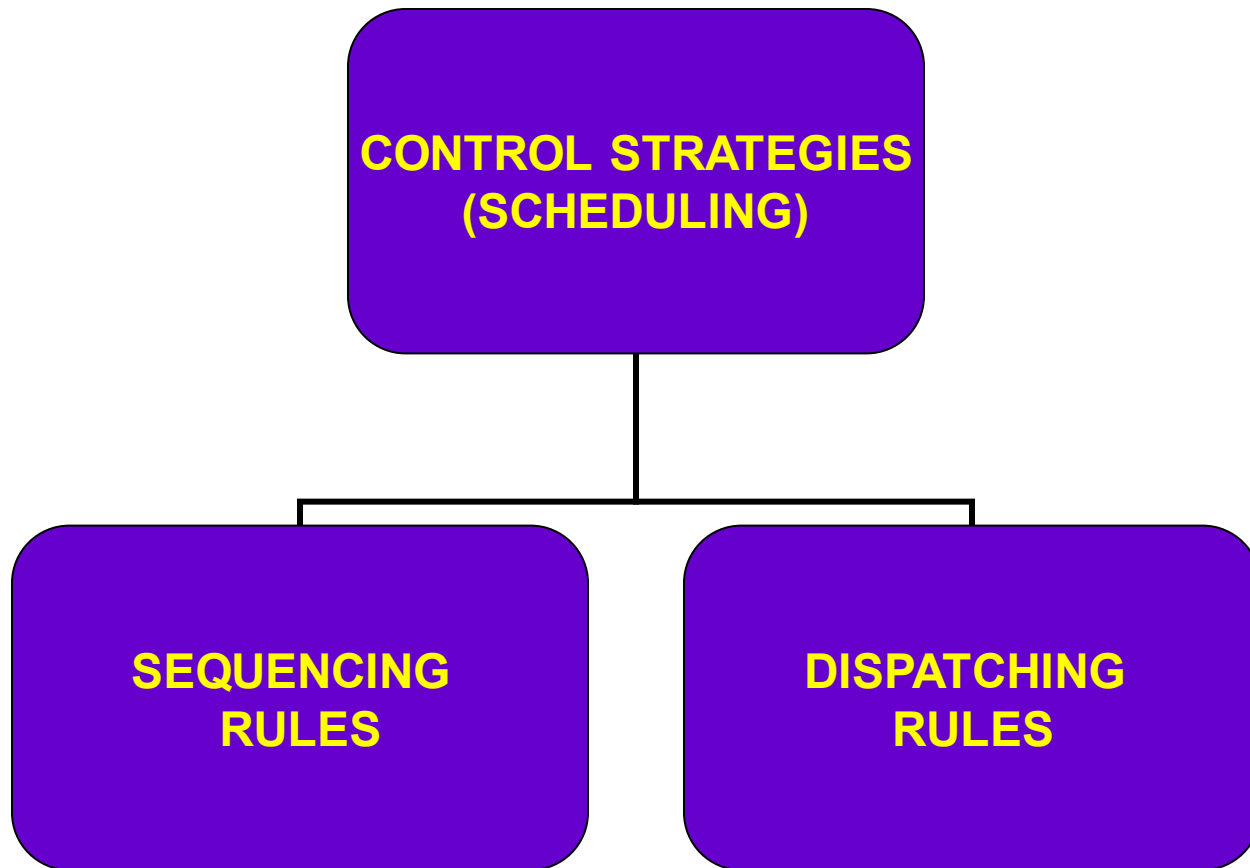 CONTROL STRATEGIES
(SCHEDULING)
SEQUENCING
RULES
DISPATCHING
RULES